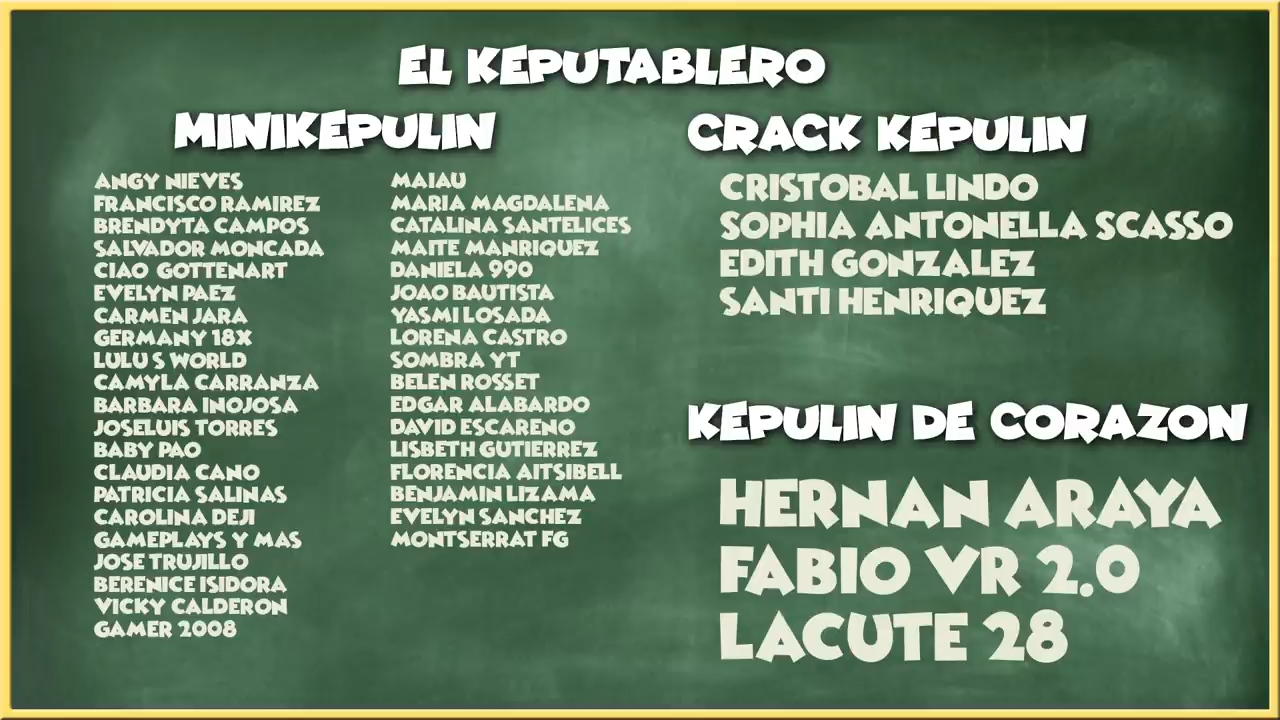 EL KEPUTABLERO
MINIKEPULIN
ANGY NIEVES
FRANCISCO RAMIREZ
BRENDYTA CAMPOS
SALVADOR MONCADA
CIAO GOTTENART
EVELYN PAEZ
CARMEN JARA
GERMANY 18X
LULU S WORLD
CAMYLA CARRANZA
BARBARA INOJOSA
JOSELUIS TORRES
BABY PAO
CLAUDIA CANO
PATRICIA SALINAS
CAROLINA DEJI
GAMEPLAYS Y MAS
JOSE TRUJILLO
BERENICE ISIDORA
VICKY CALDERON
GAMER 2008
MAIAU
MARIA MAGDALENA
CATALINA SANTELICES
MAITE MANRIQUEZ
DANIELA 990
JOAO BAUTISTA
YASMI LOSADA
LORENA CASTRO
SOMBRA YT
BELEN ROSSET
EDGAR ALABARDO
DAVID ESCARENO
LISBETH GUTIERREZ
FLORENCIA AITSIBELL
BENJAMIN LIZAMA
EVELYN SANCHEZ
MONTSERRAT FG
CRACK KEPULIN
CRISTOBAL LINDO
SOPHIA ANTONELLA SCASSO
EDITH GONZALEZ
SANTI HENRIQUEZ
KEPULIN DE CORAZON
HERNAN ARAYA
FABIO VR 2.0
LACUTE 28